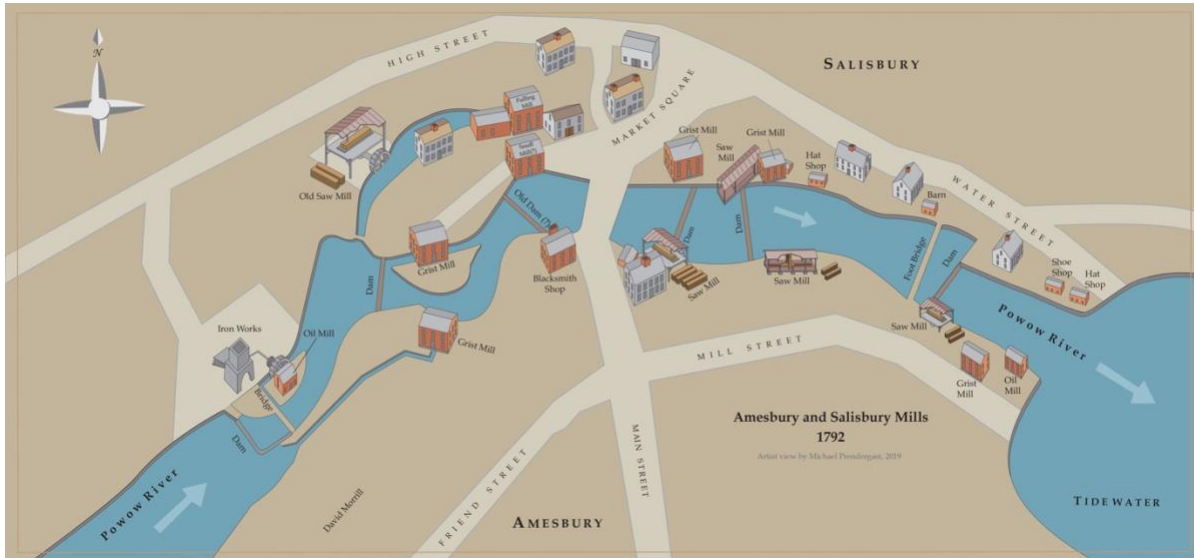 N
HIGH STREET
SALISBURY
MARKET SQUARE
Fulling
Mill
Snuff
Mill(?)
Old Saw Mill
Grist Mill
Saw
Mill
Grist Mill
Hat
Shop
Barn
WATER STREET
Old Dam (?)
Dam
Dam
Foot Bridge
Dam
Shoe
Shop
Hat
Shop
Grist Mill
Dam
Blacksmith
Shop
Saw Mill
Saw Mill
Saw Mill
Powow River
Iron Works
Oil Mill
Grist Mill
MILL STREET
Grist
Mill
Oil
Mill
Bridge
Dam
Amesbury and Salisbury Mills
1792
Artist view by Michael Prendergast, 2019
MAIN STREET
FRIEND STREET
Powow River
David Morrill
AMESBURY
TIDEWATER